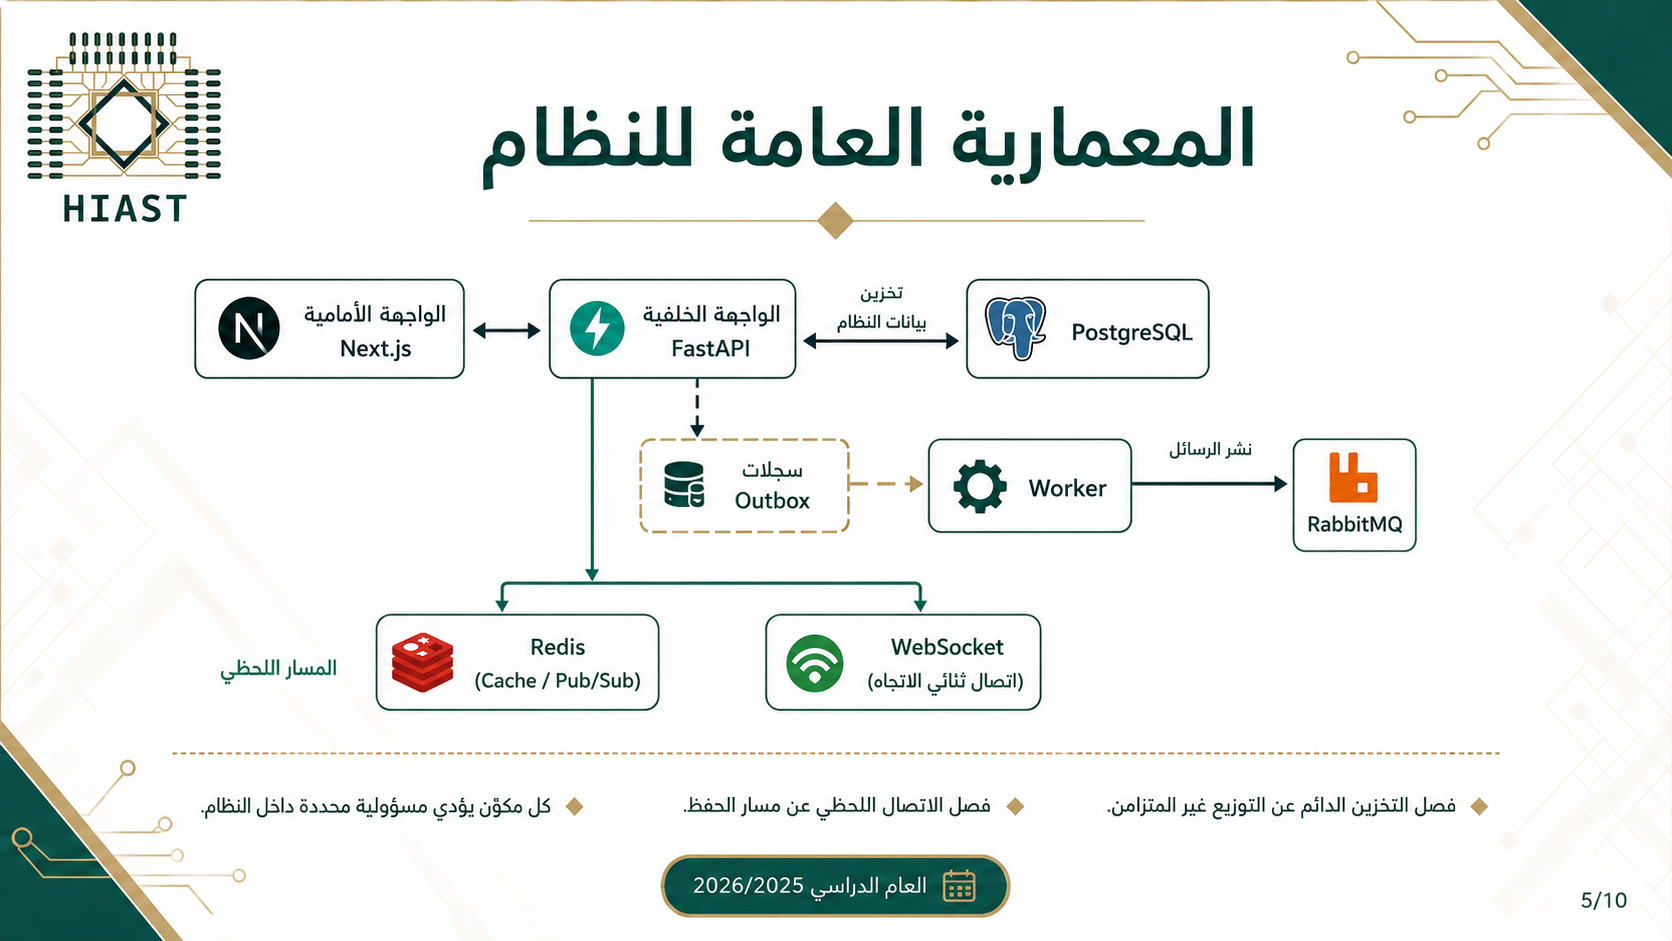 HIAST
المعمارية العامة للنظام
الواجهة الأمامية
Next.js
الواجهة الخلفية
FastAPI
تخزين
بيانات النظام
PostgreSQL
سجلات
Outbox
Worker
نشر الرسائل
RabbitMQ
المسار اللحظي
Redis
(Cache / Pub/Sub)
WebSocket
(اتصال ثنائي الاتجاه)
فصل التخزين الدائم عن التوزيع غير المتزامن.
فصل الاتصال اللحظي عن مسار الحفظ.
كل مكوّن يؤدي مسؤولية محددة داخل النظام.
العام الدراسي 2026/2025
5/10